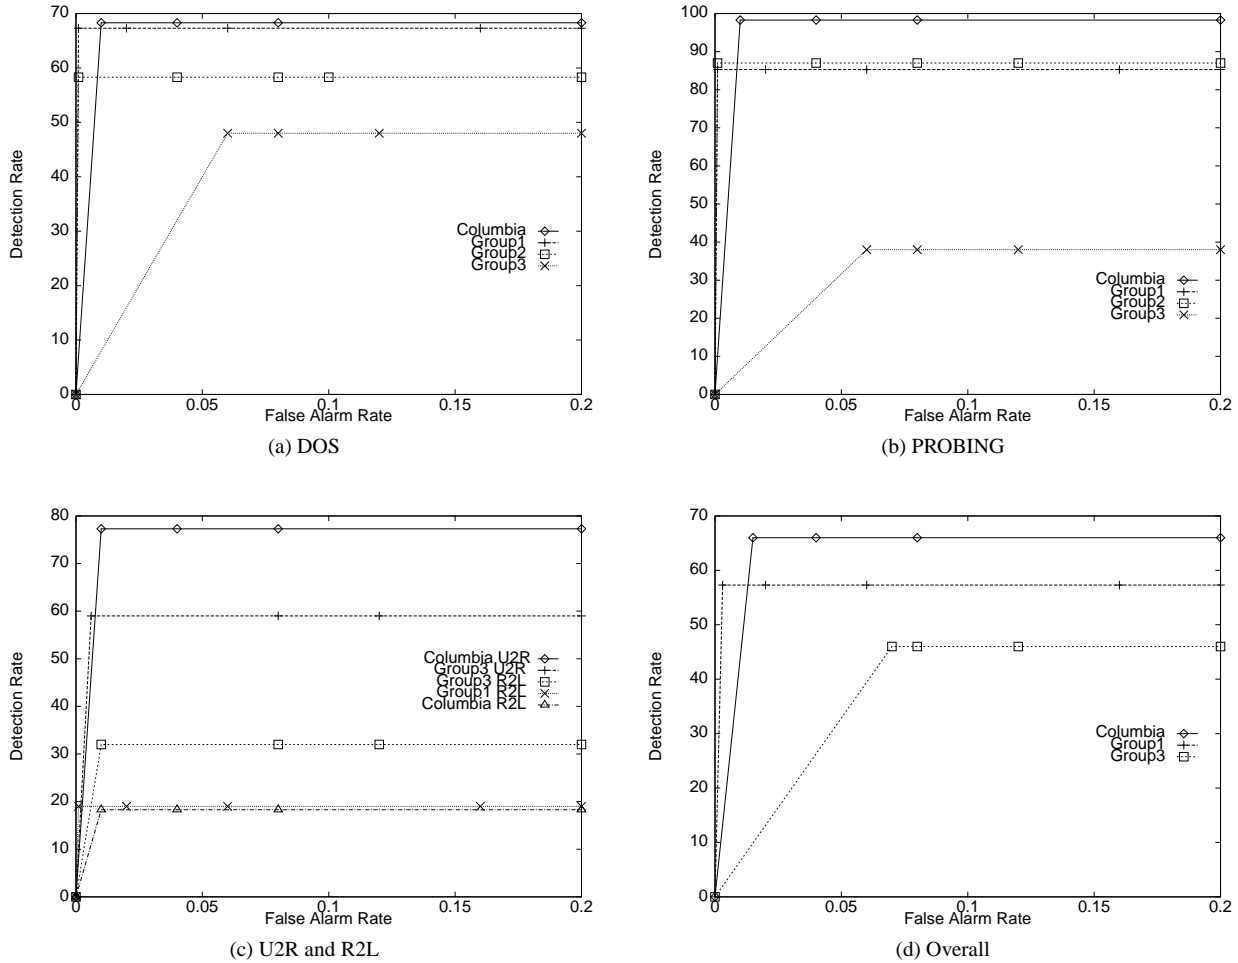 70
60
50
40
30
20
10
0
Detection Rate
Columbia
Group1
Group2
Group3
0 0.05 0.1 0.15 0.2
False Alarm Rate
(a) DOS
100
90
80
70
60
50
40
30
20
10
0
Detection Rate
Columbia
Group1
Group2
Group3
0 0.05 0.1 0.15 0.2
False Alarm Rate
(b) PROBING
80
70
60
50
40
30
20
10
0
Detection Rate
Columbia U2R
Group3 U2R
Group3 R2L
Group1 R2L
Columbia R2L
0 0.05 0.1 0.15 0.2
False Alarm Rate
(c) U2R and R2L
70
60
50
40
30
20
10
0
Detection Rate
Columbia
Group1
Group3
0 0.05 0.1 0.15 0.2
False Alarm Rate
(d) Overall